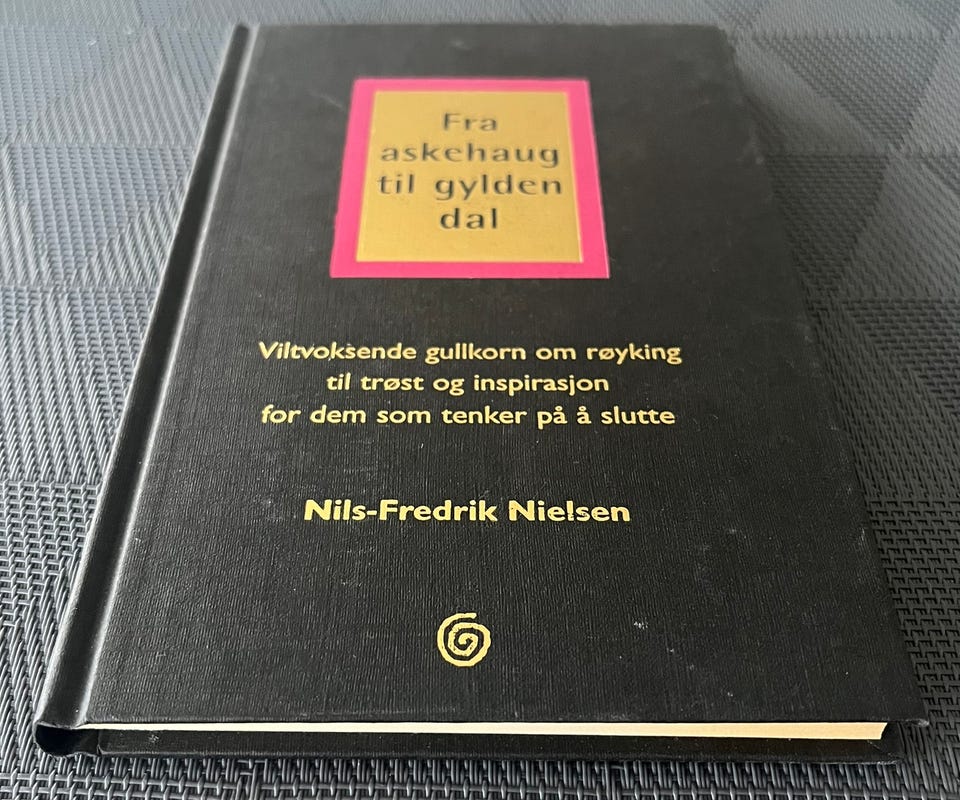 Fra
askehaug
til gylden
dal
Viltvoksende gullkorn om røyking
til trøst og inspirasjon
for dem som tenker på å slutte
Nils-Fredrik Nielsen